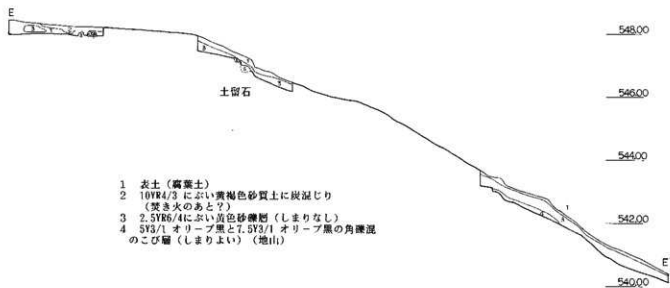 E
548.00
土留石
546.00
544.00
1 表土（腐葉土）
2 10YR4/3 にぶい黄褐色砂質土に炭混じり
（焚き火のあと？）
3 2.5YR6/4にぶい黄色砂礫層（しまりなし）
4 5Y3/1 オリーブ黒と7.5Y3/1 オリーブ黒の角礫混
のこび層（しまりよい）（地山）
1
542.00
E
540.00